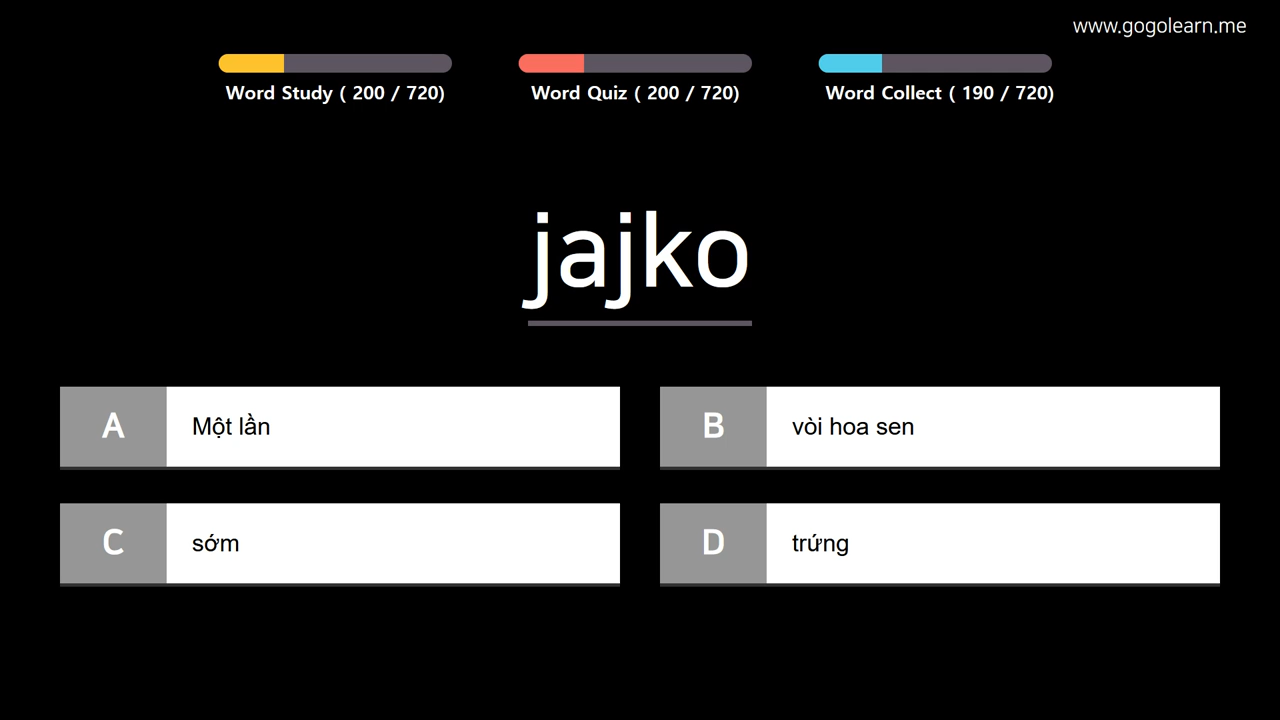 www.gogolearn.me
Word Study ( 200 / 720)
Word Quiz ( 200 / 720)
Word Collect ( 190 / 720)
jajko
A Một lần
B vòi hoa sen
C sớm
D trứng